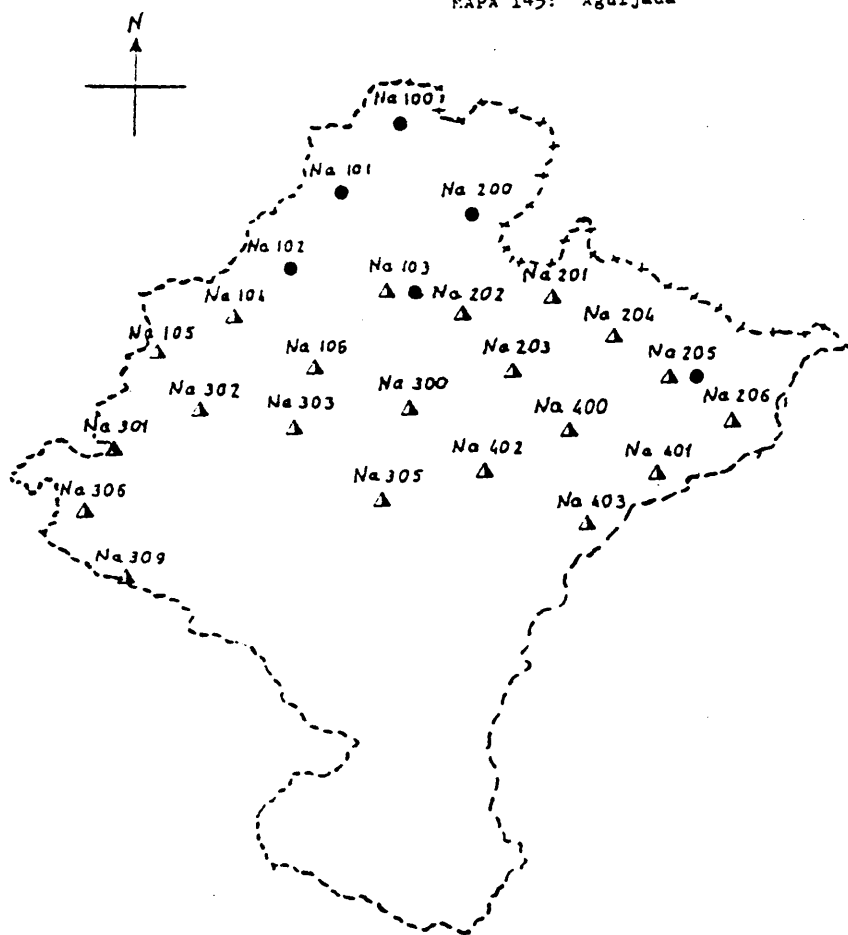 MAPA 145: Aguijada
N
Na 100
Na 101
Na 200
Na 102
Na 103
Na 201
Na 104
Na 202
Na 204
Na 105
Na 106
Na 203
Na 205
Na 302
Na 300
Na 206
Na 303
Na 301
Na 400
Na 402
Na 401
Na 305
Na 306
Na 403
Na 309